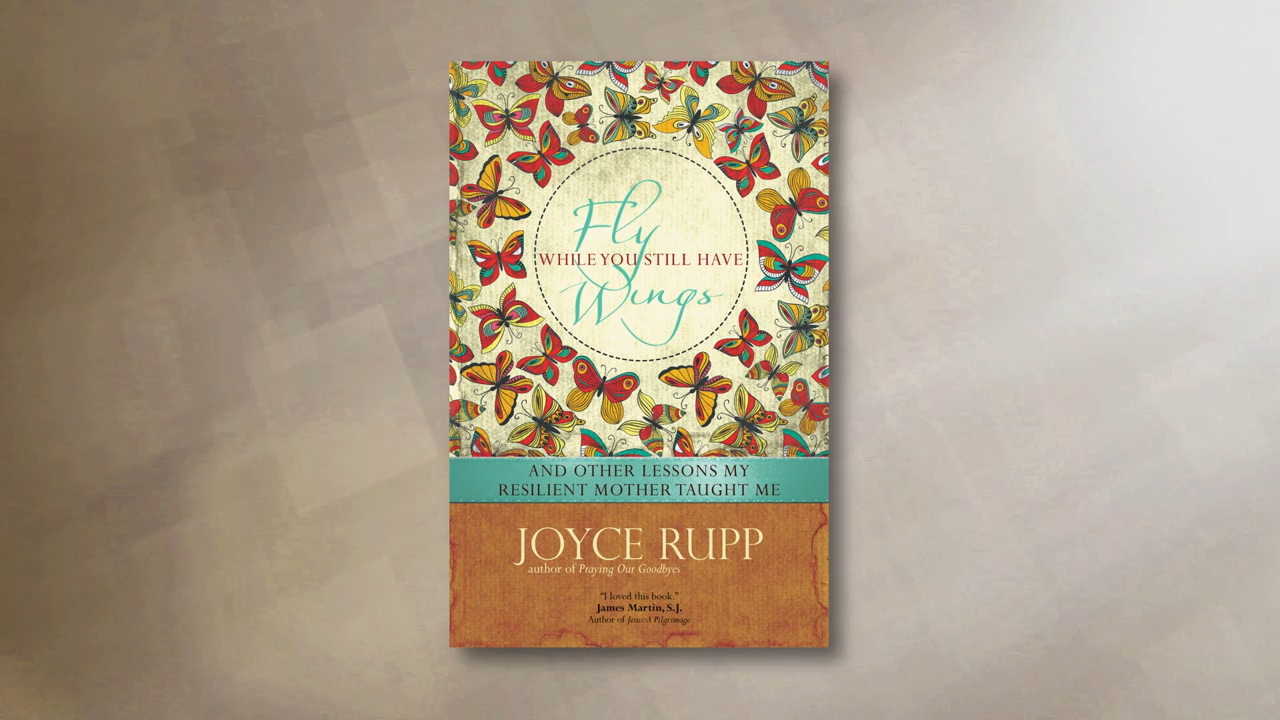 Fly
WHILE YOU STILL HAVE
Wings
AND OTHER LESSONS MY
RESILIENT MOTHER TAUGHT ME
JOYCE RUPP
author of Praying Our Goodbyes
“I loved this book.”
James Martin, S.J.
Author of Jesus: A Pilgrimage